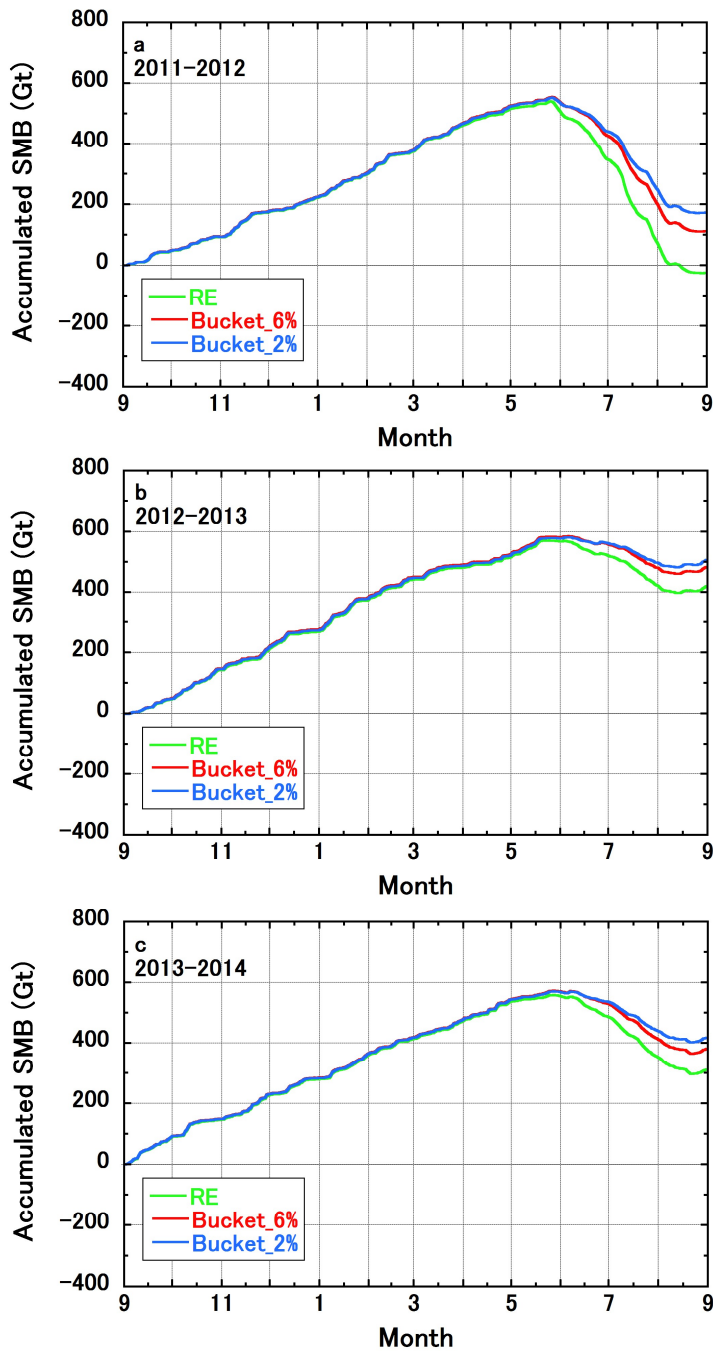 800
a
2011−2012
600
400
200
0
−200
−400
Accumulated SMB (Gt)
RE
Bucket_6%
Bucket_2%
9 11 1 3 5 7 9
Month
800
b
2012−2013
600
400
200
0
−200
−400
Accumulated SMB (Gt)
RE
Bucket_6%
Bucket_2%
9 11 1 3 5 7 9
Month
800
c
2013−2014
600
400
200
0
−200
−400
Accumulated SMB (Gt)
RE
Bucket_6%
Bucket_2%
9 11 1 3 5 7 9
Month